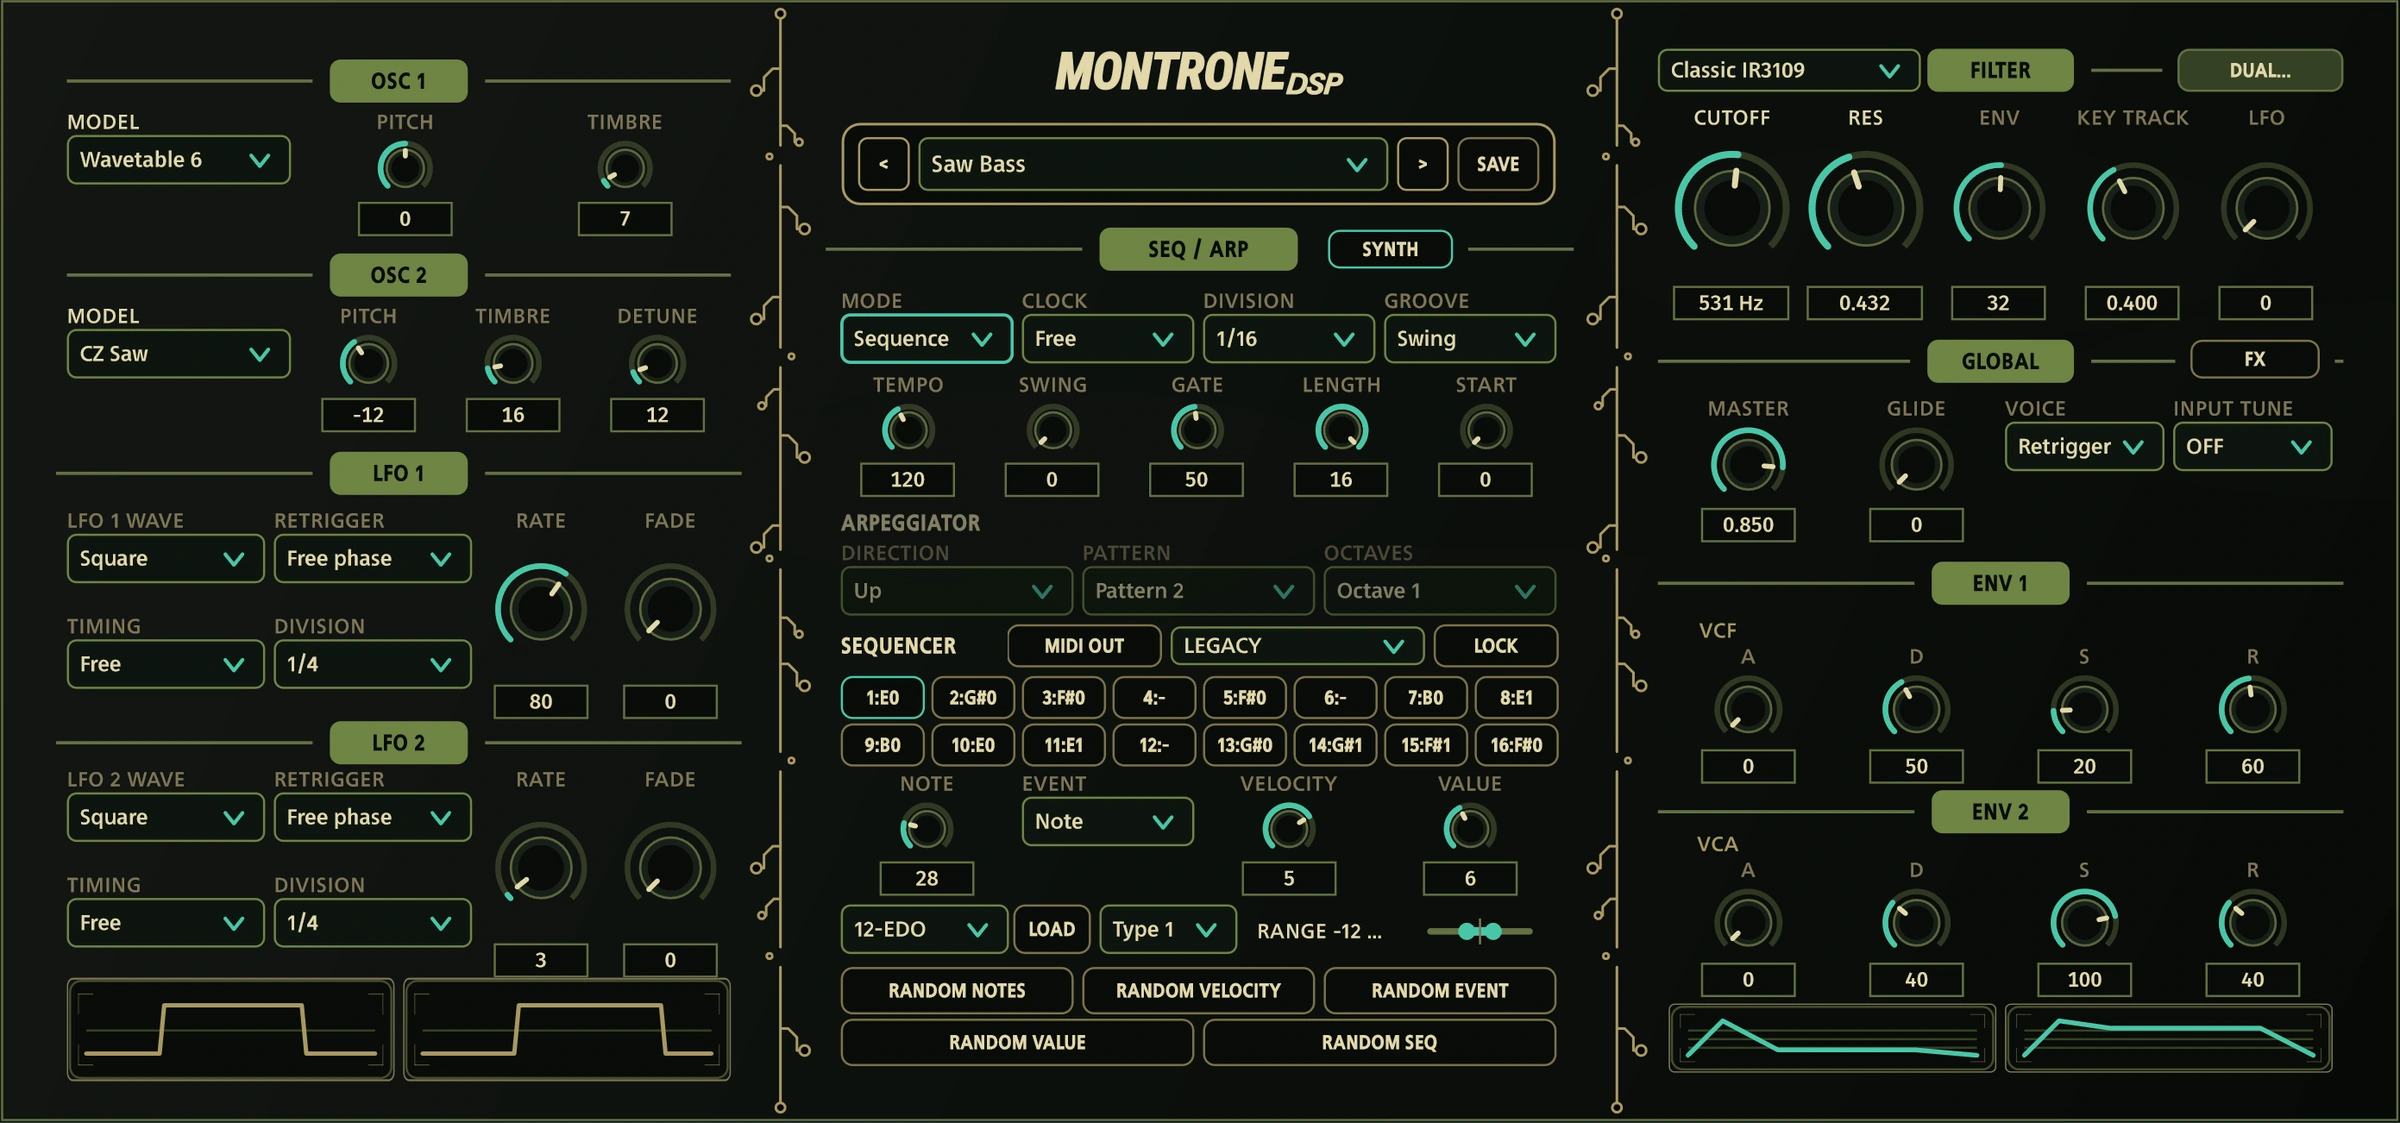 OSC 1
MODEL PITCH TIMBRE
Wavetable 6
0 7
OSC 2
MODEL PITCH TIMBRE DETUNE
CZ Saw
-12 16 12
LFO 1
LFO 1 WAVE RETRIGGER RATE FADE
Square Free phase
TIMING DIVISION
Free 1/4
80 0
LFO 2
LFO 2 WAVE RETRIGGER RATE FADE
Square Free phase
TIMING DIVISION
Free 1/4
3 0
MONTRONE DSP
< Saw Bass > SAVE
SEQ / ARP SYNTH
MODE CLOCK DIVISION GROOVE
Sequence Free 1/16 Swing
TEMPO SWING GATE LENGTH START
120 0 50 16 0
ARPEGGIATOR
DIRECTION PATTERN OCTAVES
Up Pattern 2 Octave 1
SEQUENCER MIDI OUT LEGACY LOCK
1:E0 2:G#0 3:F#0 4:- 5:F#0 6:- 7:B0 8:E1
9:B0 10:E0 11:E1 12:- 13:G#0 14:G#1 15:F#1 16:F#0
NOTE EVENT VELOCITY VALUE
Note
28 5 6
12-EDO LOAD Type 1 RANGE -12 ...
RANDOM NOTES RANDOM VELOCITY RANDOM EVENT
RANDOM VALUE RANDOM SEQ
Classic IR3109 FILTER DUAL...
CUTOFF RES ENV KEY TRACK LFO
531 Hz 0.432 32 0.400 0
GLOBAL FX
MASTER GLIDE VOICE INPUT TUNE
Retrigger OFF
0.850 0
ENV 1
VCF
A D S R
0 50 20 60
ENV 2
VCA
A D S R
0 40 100 40